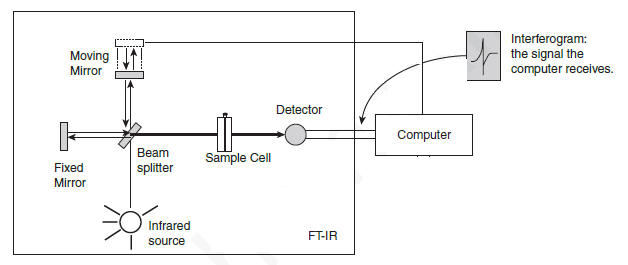 Moving
Mirror
Interferogram:
the signal the
computer receives.
Detector
Computer
Beam
splitter
Sample Cell
Fixed
Mirror
Infrared
source
FT-IR